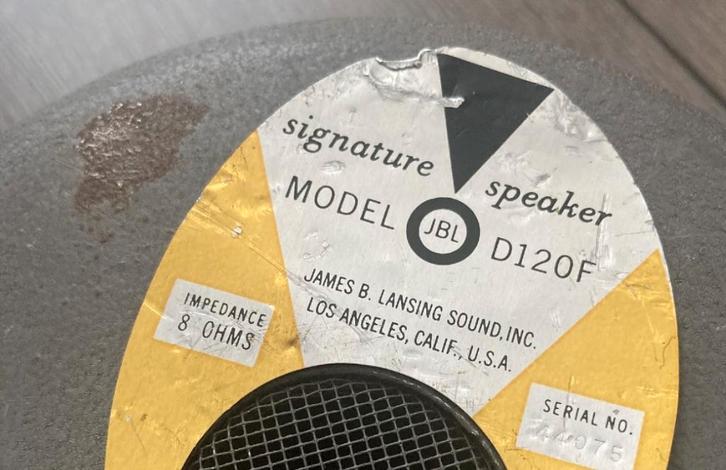 signature speaker
MODEL JBL D120F
JAMES B. LANSING SOUND, INC.
LOS ANGELES, CALIF., U.S.A.
IMPEDANCE
8 OHMS
SERIAL NO.